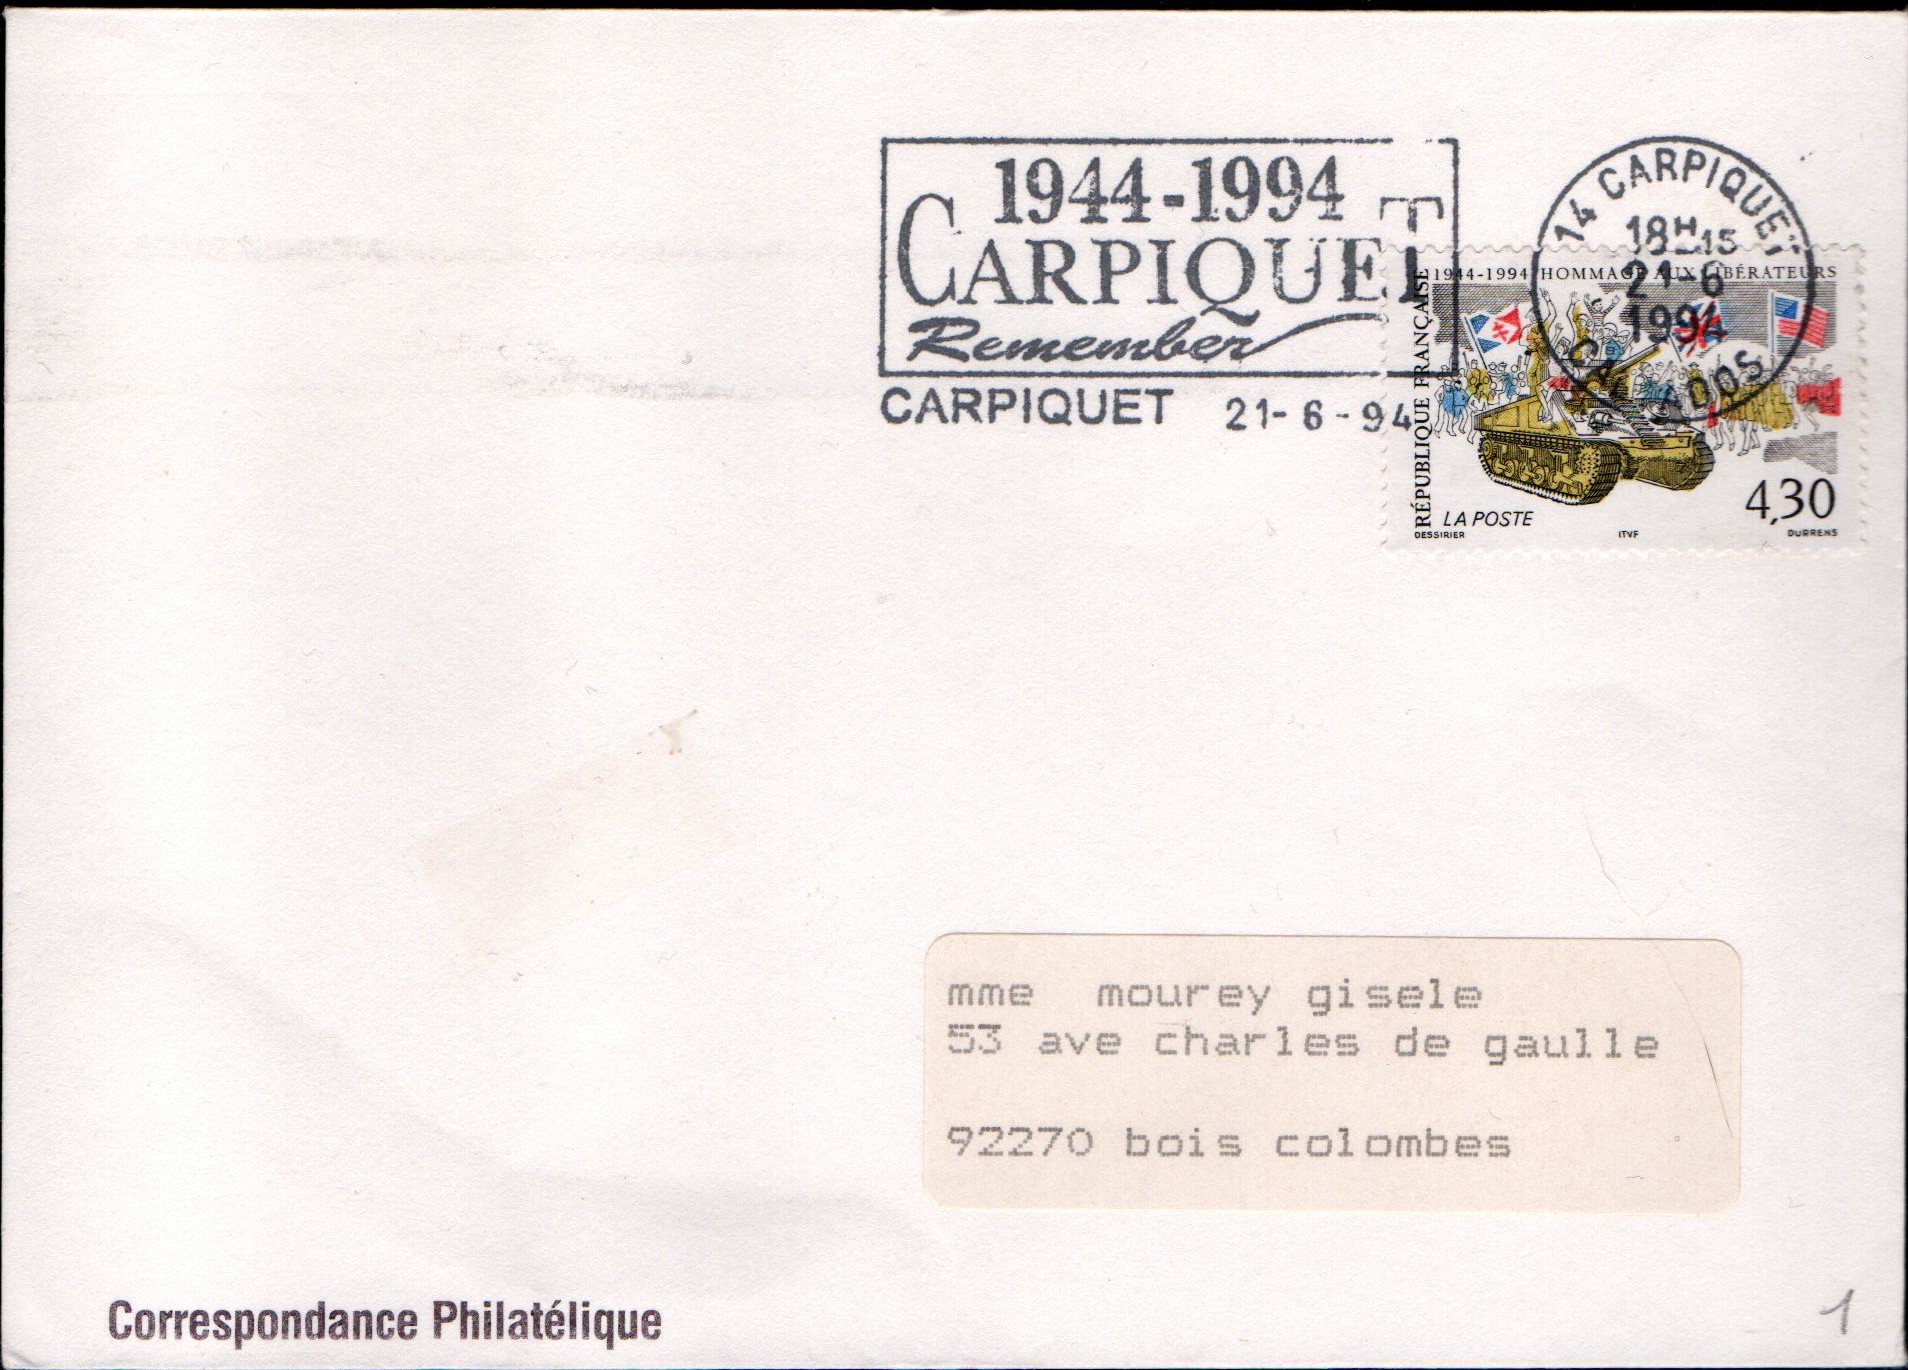 1944-1994
CARPIQUET
Remember
CARPIQUET 21-6-94
14 CARPIQUET
18H15
21-6
1994
1944-1994 HOMMAGE AUX LIBÉRATEURS
RÉPUBLIQUE FRANÇAISE
LA POSTE
4,30
DESSIRIER ITVF DURRENS
mme mourey gisele
53 ave charles de gaulle
92270 bois colombes
Correspondance Philatélique
1